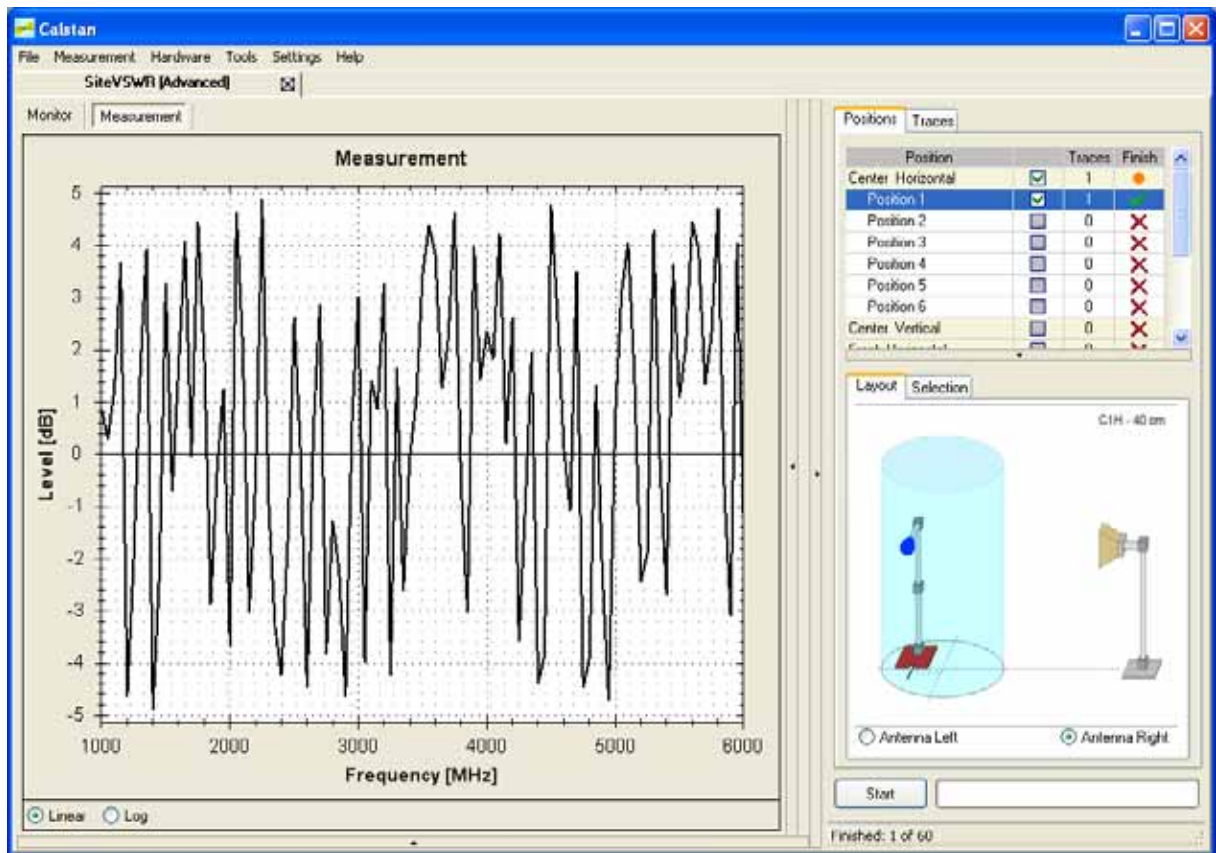 Calstan
File Measurement Hardware Tools Settings Help
SiteVSWR (Advanced)
Monitor Measurement
Measurement
Level [dB]
5
4
3
2
1
0
-1
-2
-3
-4
-5
1000 2000 3000 4000 5000 6000
Frequency [MHz]
Linear Log
Positions Traces
Position Traces Finish
Center Horizontal 1
Position 1 1
Position 2 0
Position 3 0
Position 4 0
Position 5 0
Position 6 0
Center Vertical 0
Layout Selection
C1H - 40 cm
Antenna Left Antenna Right
Start
Finished: 1 of 60